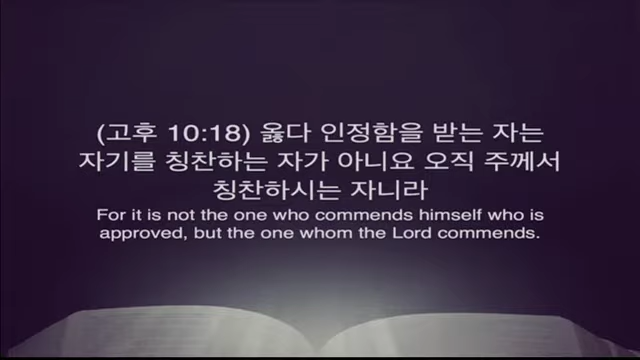 (고후 10:18) 옳다 인정함을 받는 자는
자기를 칭찬하는 자가 아니요 오직 주께서
칭찬하시는 자니라
For it is not the one who commends himself who is
approved, but the one whom the Lord commends.